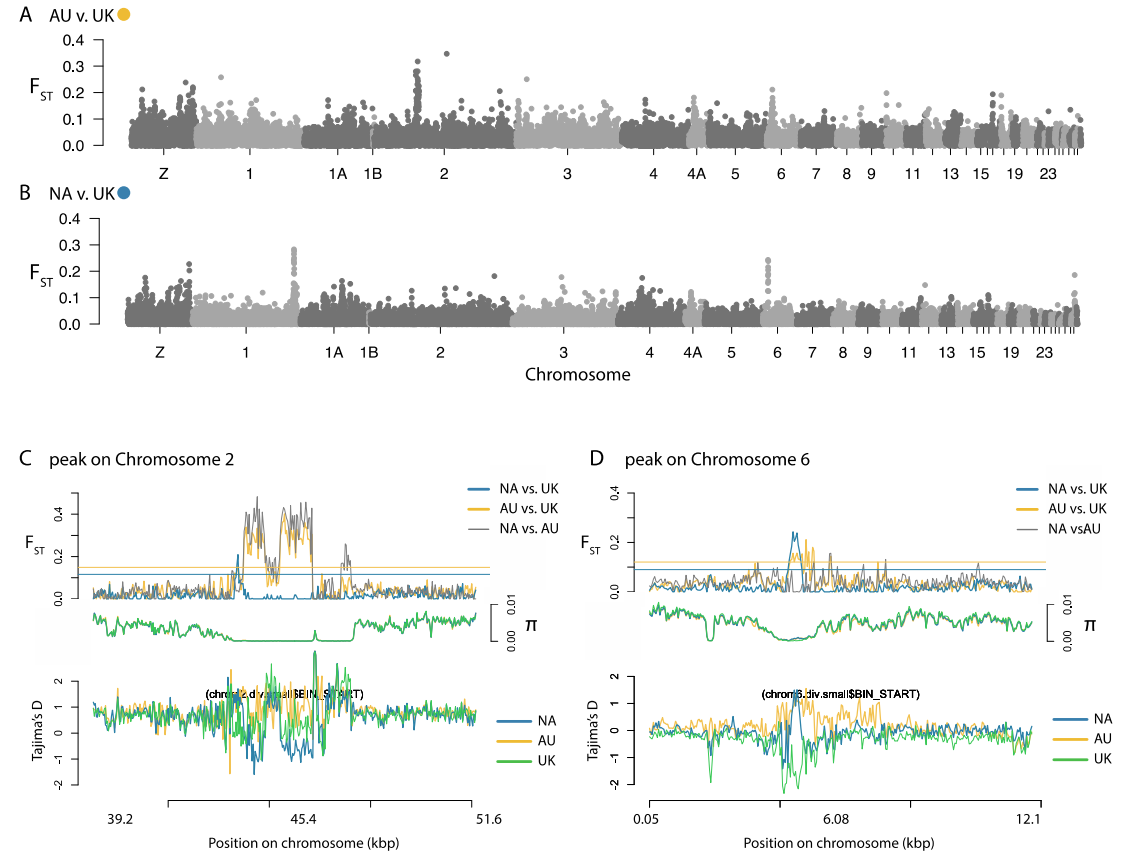 A AU v. UK
0.4
0.3
0.2
0.1
0.0
FST
Z 1 1A 1B 2 3 4 4A 5 6 7 8 9 11 13 15 19 23
B NA v. UK
0.4
0.3
0.2
0.1
0.0
FST
Z 1 1A 1B 2 3 4 4A 5 6 7 8 9 11 13 15 19 23
Chromosome
C peak on Chromosome 2
NA vs. UK
AU vs. UK
NA vs. AU
FST
0.4
0.2
0.0
0.01
0.00
π
(chrom2.div.small$BIN_START)
Tajima's D
2
1
0
-1
-2
NA
AU
UK
39.2 45.4 51.6
Position on chromosome (kbp)
D peak on Chromosome 6
NA vs. UK
AU vs. UK
NA vsAU
FST
0.4
0.2
0.0
0.01
0.00
π
(chrom6.div.small$BIN_START)
Tajima's D
2
1
0
-1
-2
NA
AU
UK
0.05 6.08 12.1
Position on chromosome (kbp)